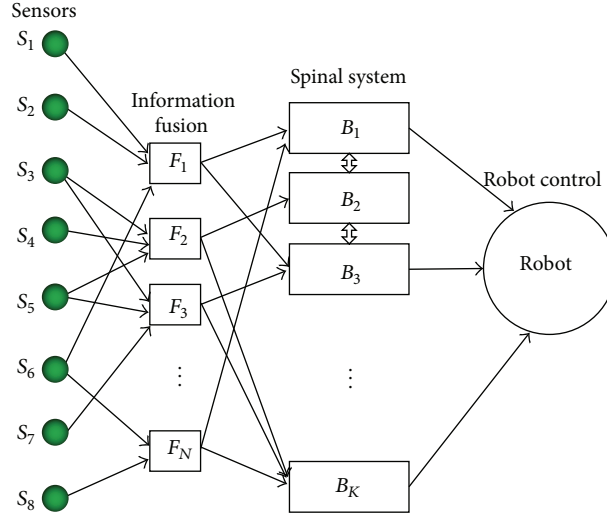 Sensors
S1
S2
S3
S4
S5
S6
S7
S8
Information
fusion
F1
F2
F3
⋮
FN
Spinal system
B1
B2
B3
⋮
BK
Robot control
Robot